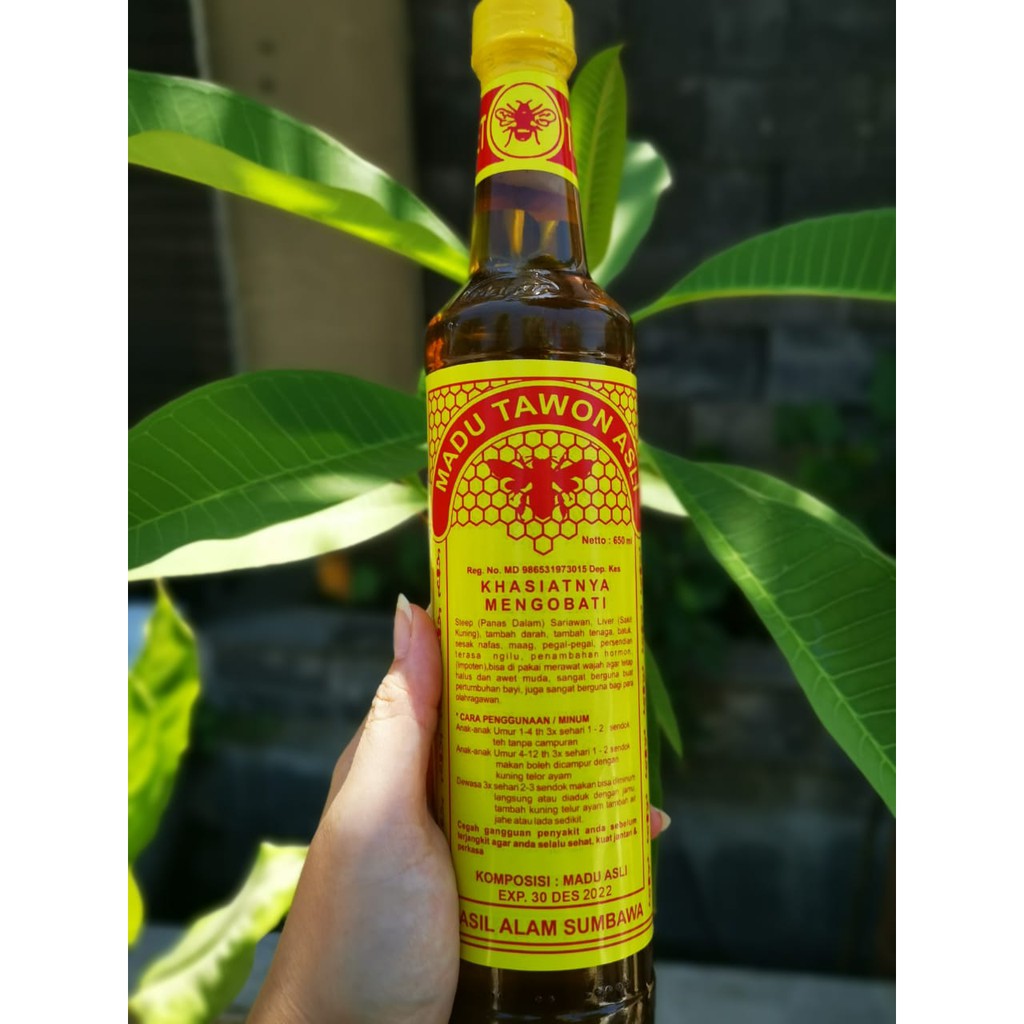 MADU TAWON ASLI
Netto : 650 ml
Reg. No. MD 986531973015 Dep. Kes
KHASIATNYA
MENGOBATI
(Panas Dalam) Sariawan, Liver (Sakit
Kuning), tambah darah, tambah tenaga, batuk,
sesak nafas, maag, pegal-pegal, persendian
terasa ngilu, penambahan hormon,
(impoten),bisa di pakai merawat wajah agar tetap
halus dan awet muda, sangat berguna buat
pertumbuhan bayi, juga sangat berguna bagi para
olahragawan.
* CARA PENGGUNAAN / MINUM
Anak-anak Umur 1-4 th 3x sehari 1 - 2 sendok
teh tanpa campuran
Anak-anak Umur 4-12 th 3x sehari 1 - 2 sendok
makan boleh dicampur dengan
kuning telor ayam
Dewasa 3x sehari 2-3 sendok makan bisa diminum
langsung atau diaduk dengan jamu,
tambah kuning telur ayam tambah air
jahe atau lada sedikit.
Cegah gangguan penyakit anda sebelum
terjangkit agar anda selalu sehat, kuat jantan &
perkasa
KOMPOSISI : MADU ASLI
EXP. 30 DES 2022
ASIL ALAM SUMBAWA